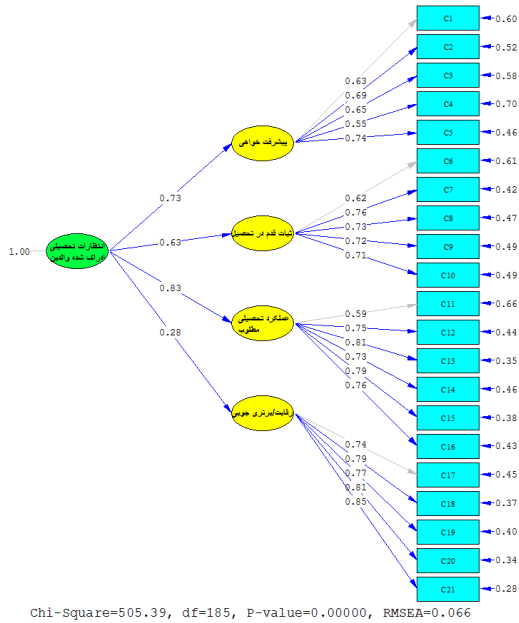 C1
0.60
C2
0.52
C3
0.58
C4
0.70
C5
0.46
C6
0.61
C7
0.42
C8
0.47
C9
0.49
C10
0.49
C11
0.66
C12
0.44
C13
0.35
C14
0.46
C15
0.38
C16
0.43
C17
0.45
C18
0.37
C19
0.40
C20
0.34
C21
0.28
0.63
0.69
0.65
0.55
0.74
پیشرفت خواهی
0.62
0.76
0.73
0.72
0.71
ثبات قدم در تحصیل
0.59
0.75
0.81
0.73
0.79
0.76
عملکرد تحصیلی
مطلوب
0.74
0.79
0.77
0.81
0.85
رقابت/برتری جویی
0.73
0.63
0.83
0.28
1.00
انتظارات تحصیلی
ادراک شده والدین
Chi-Square=505.39, df=185, P-value=0.00000, RMSEA=0.066